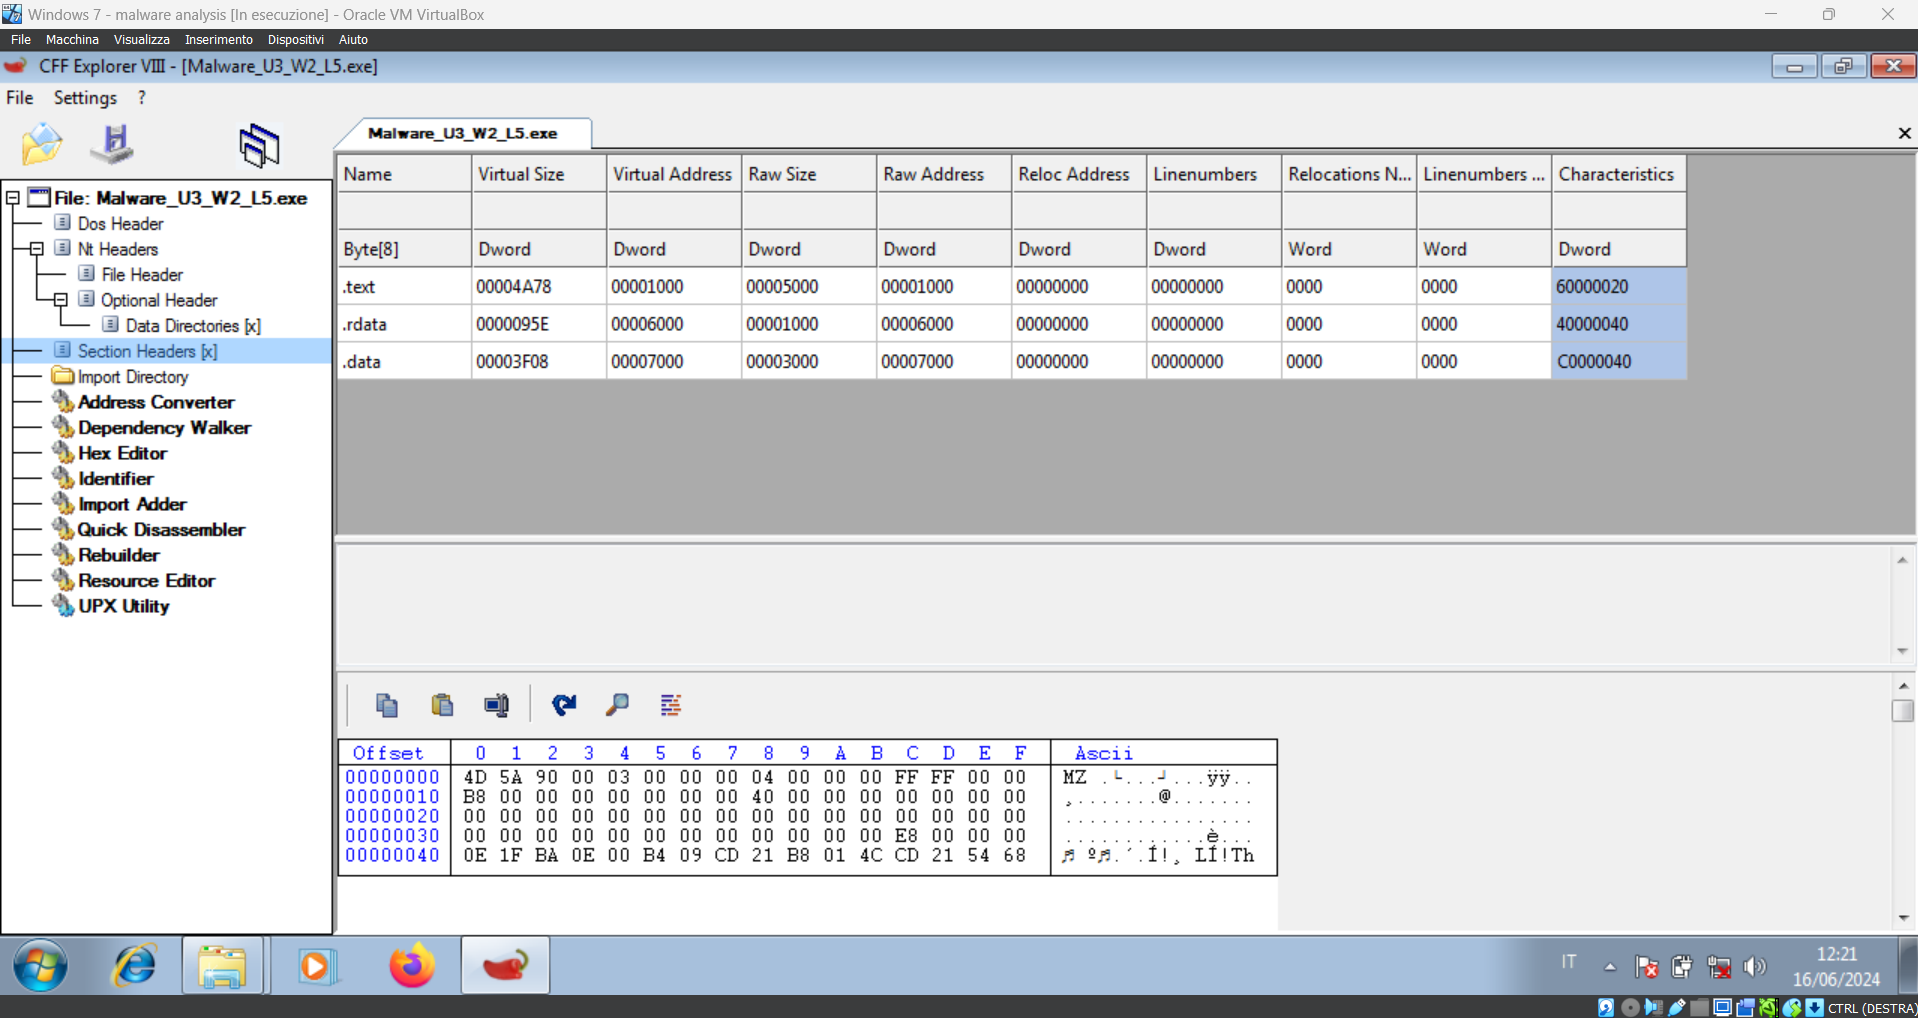 Windows 7 - malware analysis [In esecuzione] - Oracle VM VirtualBox
File Macchina Visualizza Inserimento Dispositivi Aiuto
CFF Explorer VIII - [Malware_U3_W2_L5.exe]
File Settings ?
Malware_U3_W2_L5.exe
File: Malware_U3_W2_L5.exe
Dos Header
Nt Headers
File Header
Optional Header
Data Directories [x]
Section Headers [x]
Import Directory
Address Converter
Dependency Walker
Hex Editor
Identifier
Import Adder
Quick Disassembler
Rebuilder
Resource Editor
UPX Utility
Name Virtual Size Virtual Address Raw Size Raw Address Reloc Address Linenumbers Relocations N... Linenumbers ... Characteristics
Byte[8] Dword Dword Dword Dword Dword Dword Word Word Dword
.text 00004A78 00001000 00005000 00001000 00000000 00000000 0000 0000 60000020
.rdata 0000095E 00006000 00001000 00006000 00000000 00000000 0000 0000 40000040
.data 00003F08 00007000 00003000 00007000 00000000 00000000 0000 0000 C0000040
Offset 0 1 2 3 4 5 6 7 8 9 A B C D E F Ascii
00000000 4D 5A 90 00 03 00 00 00 04 00 00 00 FF FF 00 00 MZ .└...┘...ÿÿ..
00000010 B8 00 00 00 00 00 00 00 40 00 00 00 00 00 00 00 ¸.......@.......
00000020 00 00 00 00 00 00 00 00 00 00 00 00 00 00 00 00 ................
00000030 00 00 00 00 00 00 00 00 00 00 00 00 E8 00 00 00 ............è...
00000040 0E 1F BA 0E 00 B4 09 CD 21 B8 01 4C CD 21 54 68 ♬ º♬.´.Í!¸ LÍ!Th
IT
12:21
16/06/2024
CTRL (DESTRA)